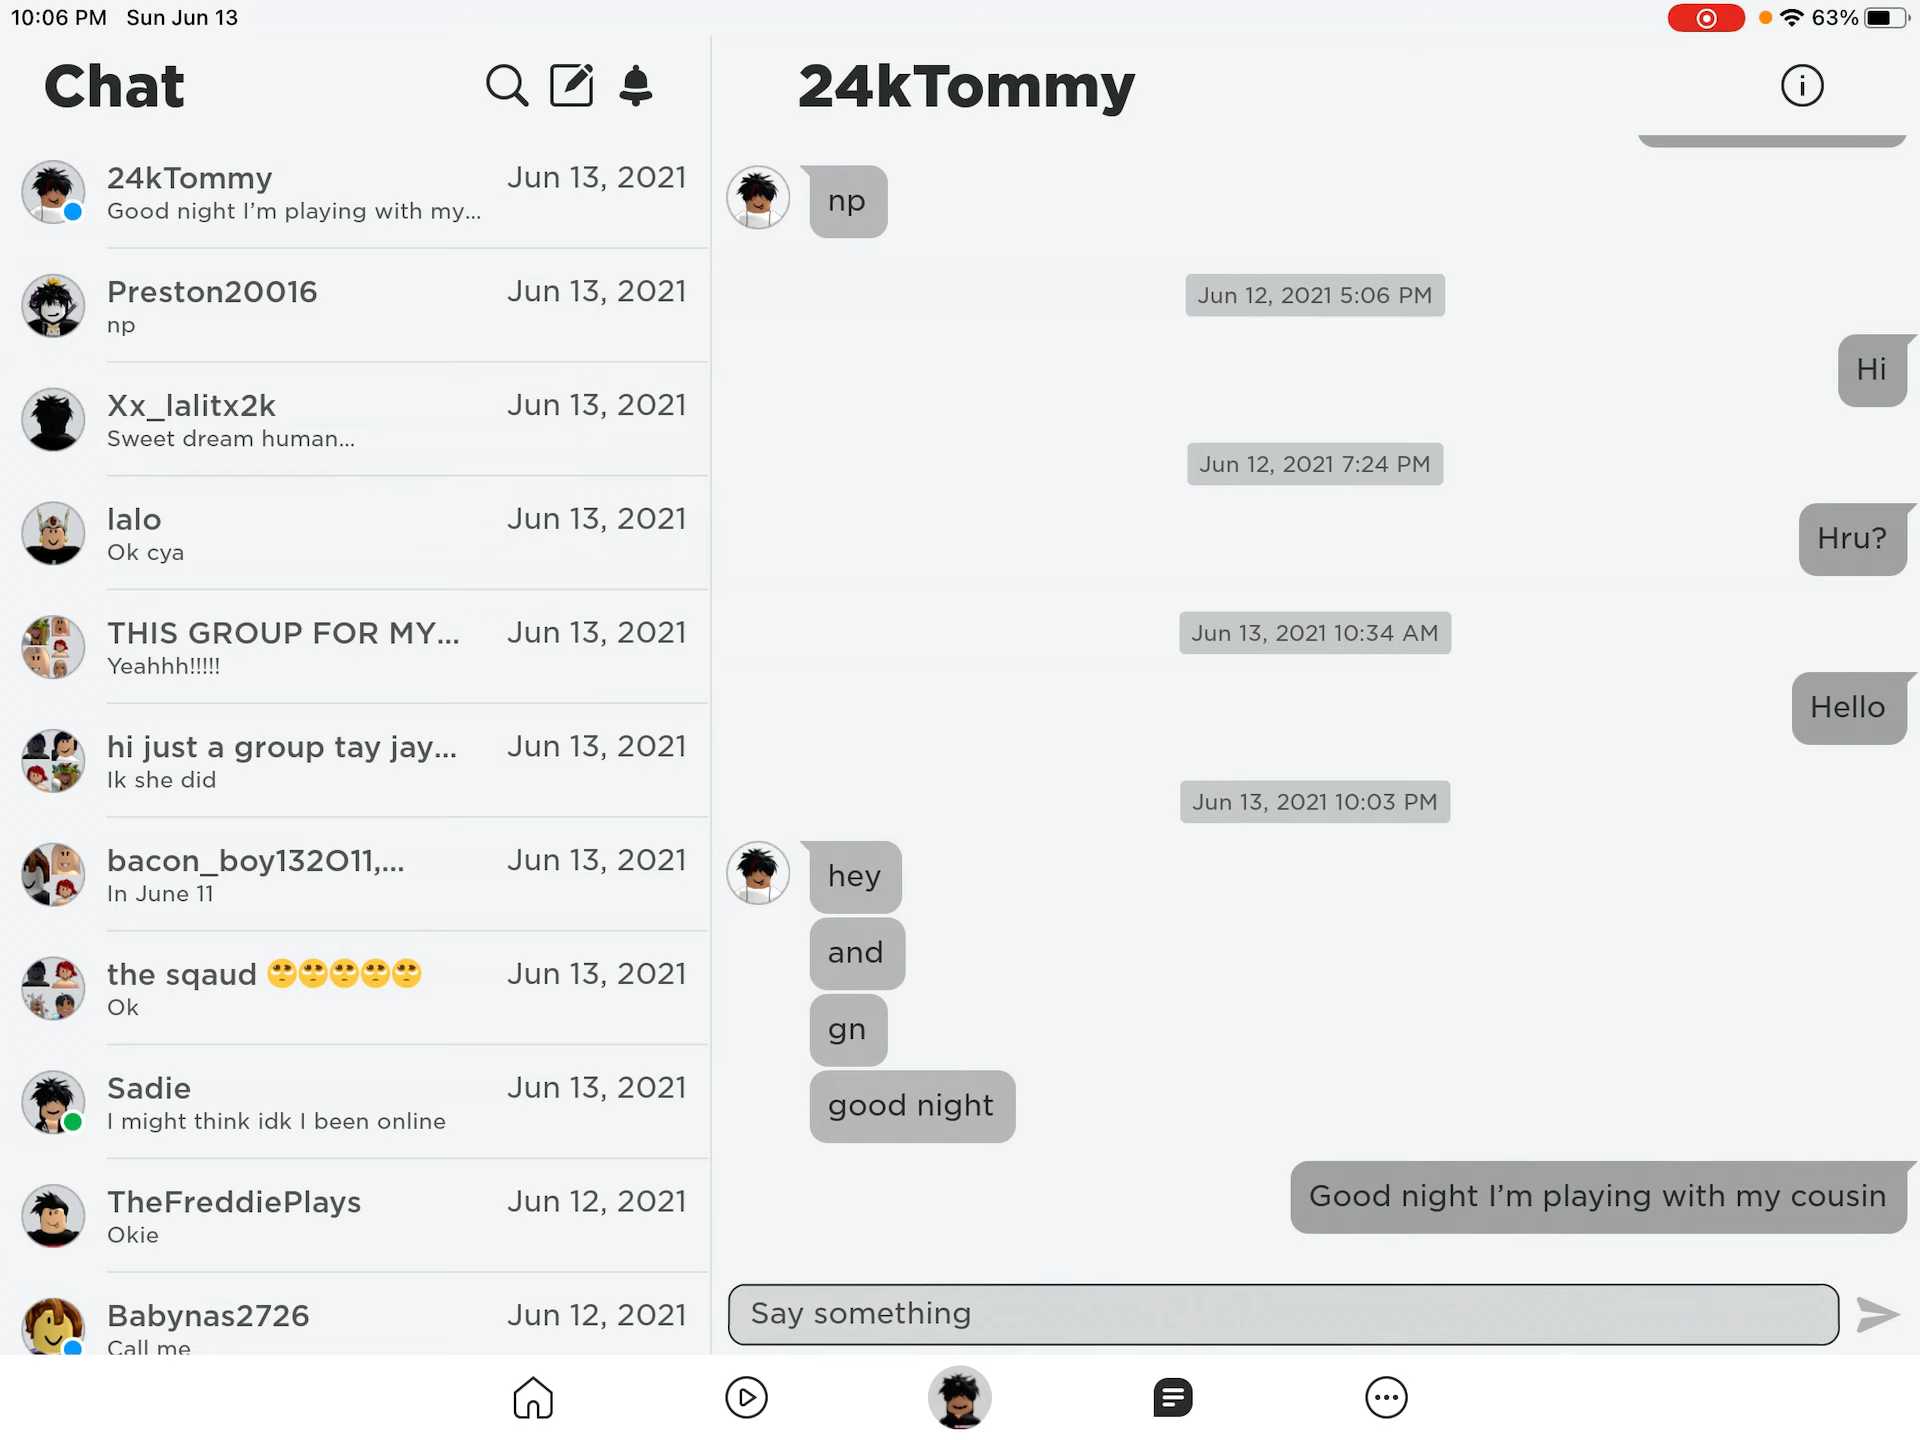 10:06 PM Sun Jun 13
63%
Chat
24kTommy
Jun 13, 2021
Good night I'm playing with my...
Preston20016
Jun 13, 2021
np
Xx_lalitx2k
Jun 13, 2021
Sweet dream human...
lalo
Jun 13, 2021
Ok cya
THIS GROUP FOR MY...
Jun 13, 2021
Yeahhh!!!!!
hi just a group tay jay...
Jun 13, 2021
Ik she did
bacon_boy132O11,...
Jun 13, 2021
In June 11
the sqaud 🙄🙄🙄🙄🙄
Jun 13, 2021
Ok
Sadie
Jun 13, 2021
I might think idk I been online
TheFreddiePlays
Jun 12, 2021
Okie
Babynas2726
Jun 12, 2021
Call me
24kTommy
np
Jun 12, 2021 5:06 PM
Hi
Jun 12, 2021 7:24 PM
Hru?
Jun 13, 2021 10:34 AM
Hello
Jun 13, 2021 10:03 PM
hey
and
gn
good night
Good night I'm playing with my cousin
Say something